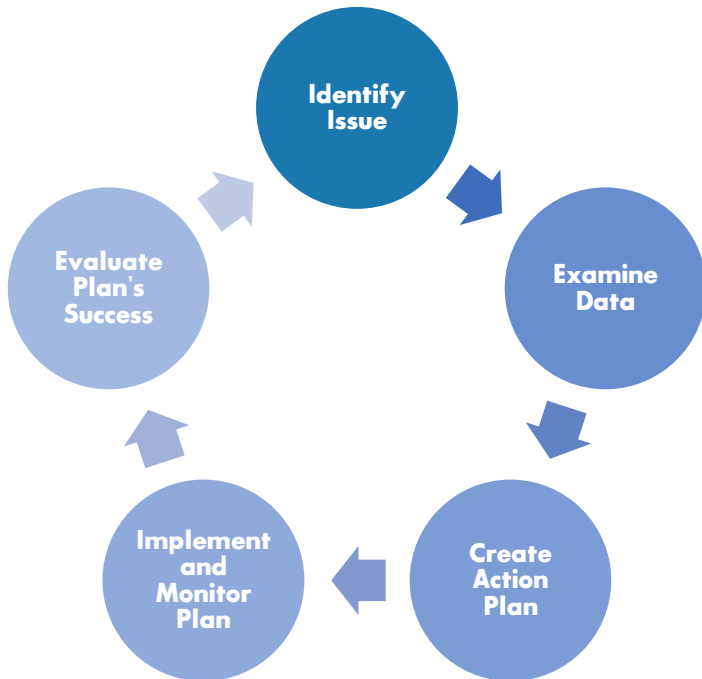 Identify
Issue
Examine
Data
Create
Action
Plan
Implement
and
Monitor
Plan
Evaluate
Plan's
Success